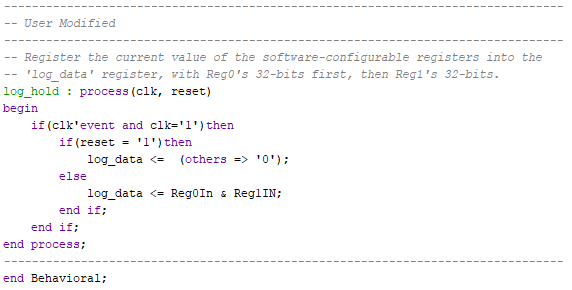 --------------------------------------------------------------------------------
-- User Modified
--------------------------------------------------------------------------------
-- Register the current value of the software-configurable registers into the
-- 'log_data' register, with Reg0's 32-bits first, then Reg1's 32-bits.
log_hold : process(clk, reset)
begin
    if(clk'event and clk='1')then
        if(reset = '1')then
            log_data <=  (others => '0');
        else
            log_data <= Reg0In & Reg1IN;
        end if;
    end if;
end process;
--------------------------------------------------------------------------------
end Behavioral;